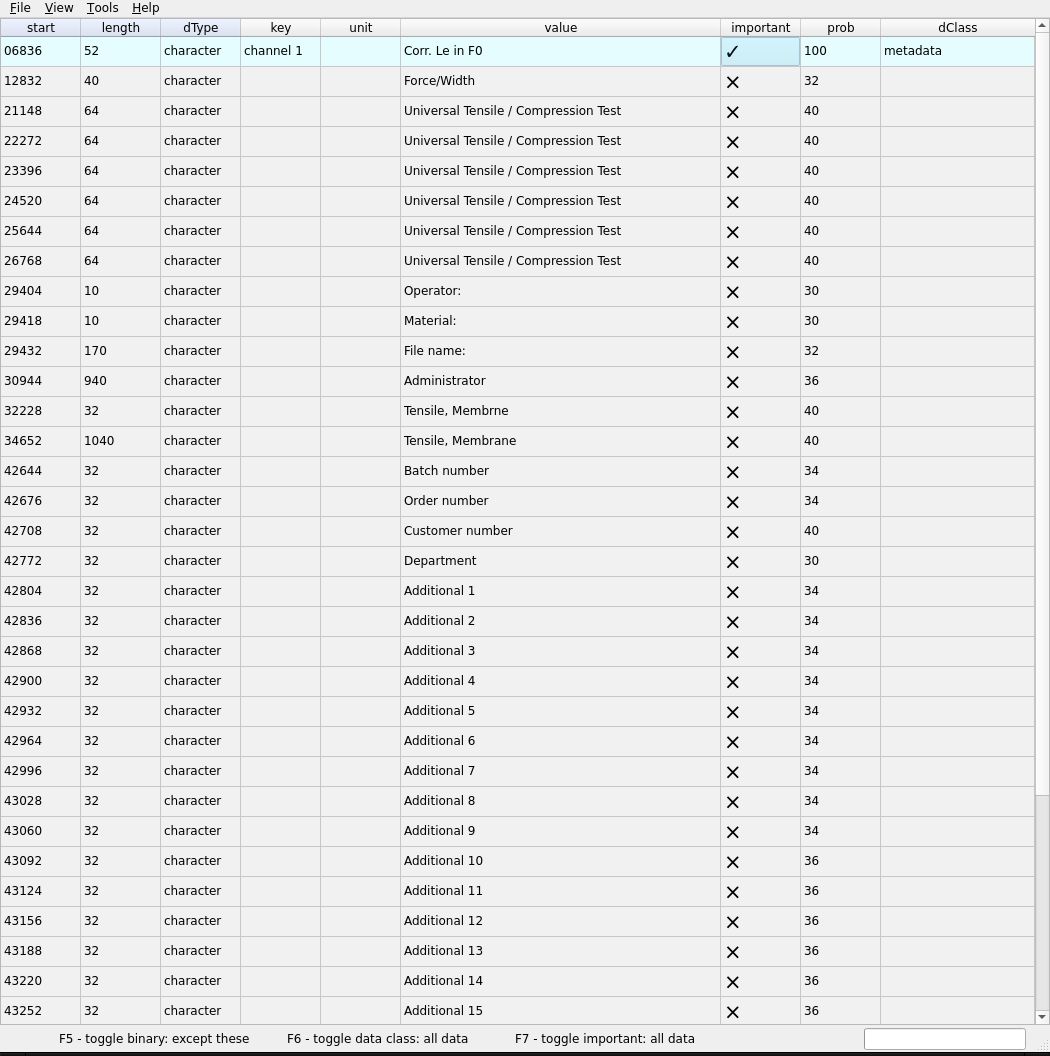 File View Tools Help
start length dType key unit value important prob dClass
06836 52 character channel 1 Corr. Le in F0 ✓ 100 metadata
12832 40 character Force/Width ✕ 32
21148 64 character Universal Tensile / Compression Test ✕ 40
22272 64 character Universal Tensile / Compression Test ✕ 40
23396 64 character Universal Tensile / Compression Test ✕ 40
24520 64 character Universal Tensile / Compression Test ✕ 40
25644 64 character Universal Tensile / Compression Test ✕ 40
26768 64 character Universal Tensile / Compression Test ✕ 40
29404 10 character Operator: ✕ 30
29418 10 character Material: ✕ 30
29432 170 character File name: ✕ 32
30944 940 character Administrator ✕ 36
32228 32 character Tensile, Membrne ✕ 40
34652 1040 character Tensile, Membrane ✕ 40
42644 32 character Batch number ✕ 34
42676 32 character Order number ✕ 34
42708 32 character Customer number ✕ 40
42772 32 character Department ✕ 30
42804 32 character Additional 1 ✕ 34
42836 32 character Additional 2 ✕ 34
42868 32 character Additional 3 ✕ 34
42900 32 character Additional 4 ✕ 34
42932 32 character Additional 5 ✕ 34
42964 32 character Additional 6 ✕ 34
42996 32 character Additional 7 ✕ 34
43028 32 character Additional 8 ✕ 34
43060 32 character Additional 9 ✕ 34
43092 32 character Additional 10 ✕ 36
43124 32 character Additional 11 ✕ 36
43156 32 character Additional 12 ✕ 36
43188 32 character Additional 13 ✕ 36
43220 32 character Additional 14 ✕ 36
43252 32 character Additional 15 ✕ 36
F5 - toggle binary: except these F6 - toggle data class: all data F7 - toggle important: all data